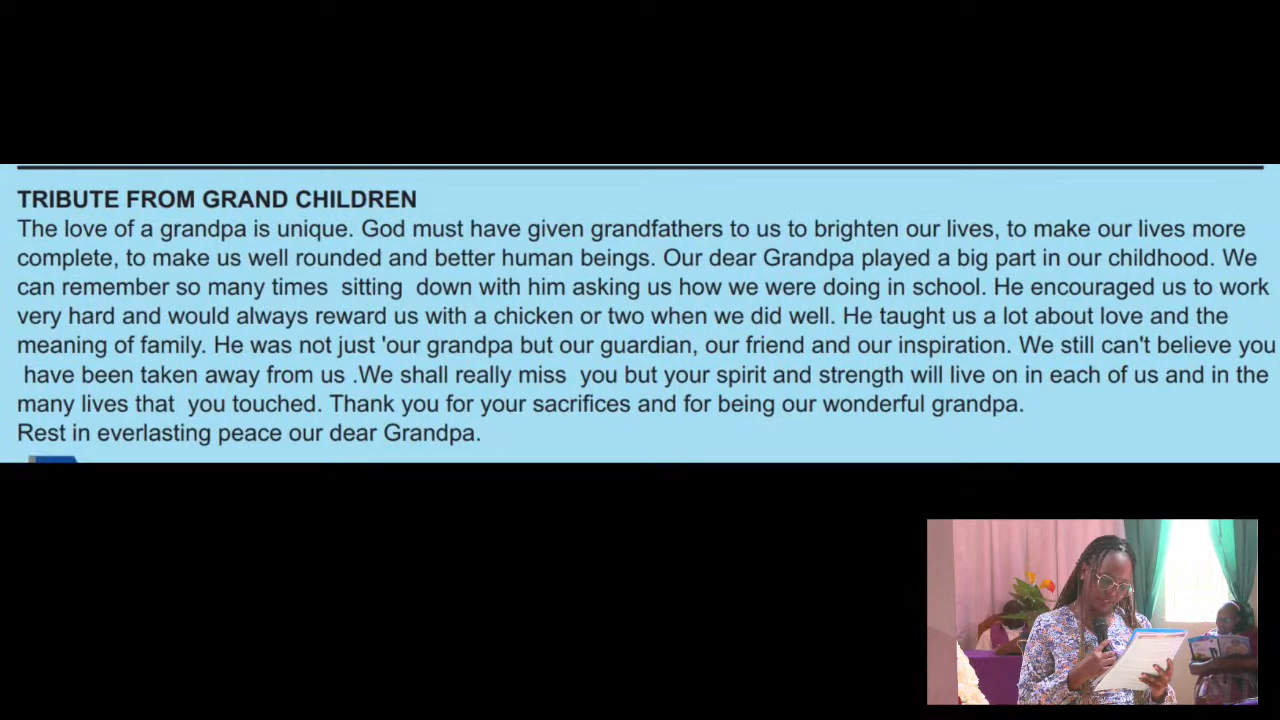 TRIBUTE FROM GRAND CHILDREN
The love of a grandpa is unique. God must have given grandfathers to us to brighten our lives, to make our lives more
complete, to make us well rounded and better human beings. Our dear Grandpa played a big part in our childhood. We
can remember so many times sitting down with him asking us how we were doing in school. He encouraged us to work
very hard and would always reward us with a chicken or two when we did well. He taught us a lot about love and the
meaning of family. He was not just 'our grandpa but our guardian, our friend and our inspiration. We still can't believe you
have been taken away from us .We shall really miss you but your spirit and strength will live on in each of us and in the
many lives that you touched. Thank you for your sacrifices and for being our wonderful grandpa.
Rest in everlasting peace our dear Grandpa.